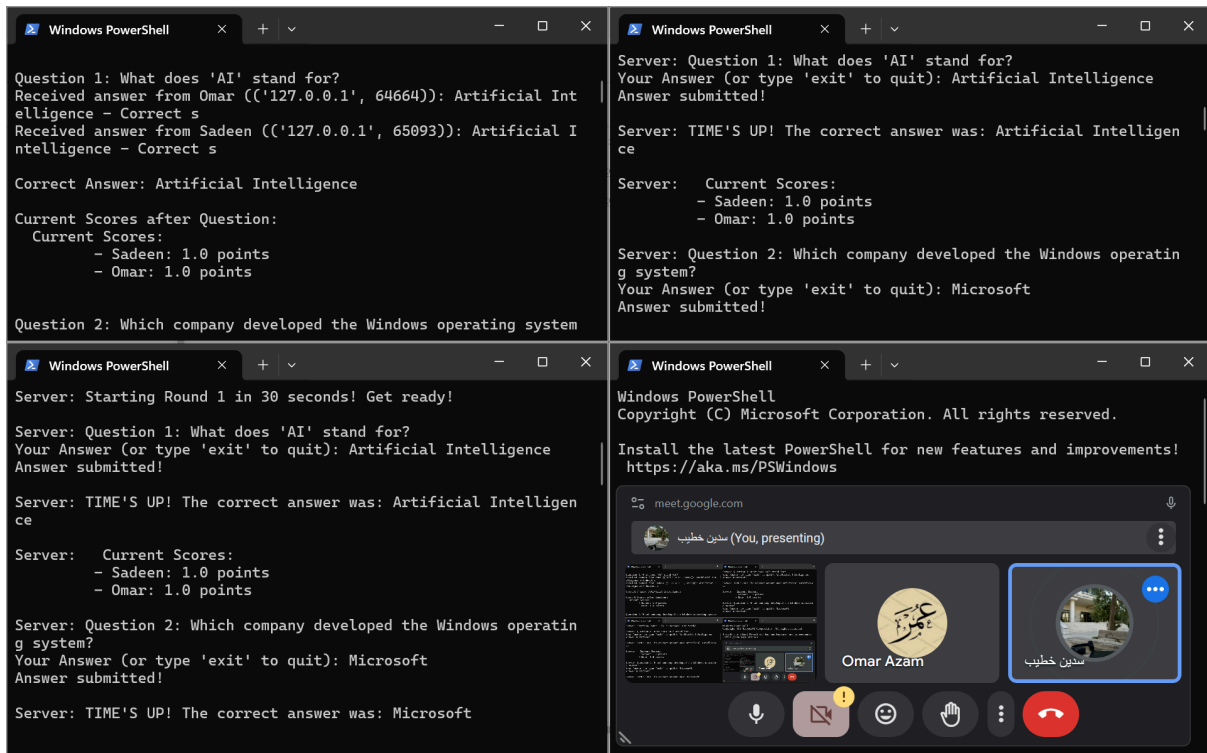 Windows PowerShell
Question 1: What does 'AI' stand for?
Received answer from Omar (('127.0.0.1', 64664)): Artificial Int
elligence – Correct s
Received answer from Sadeen (('127.0.0.1', 65093)): Artificial I
ntelligence – Correct s
Correct Answer: Artificial Intelligence
Current Scores after Question:
Current Scores:
– Sadeen: 1.0 points
– Omar: 1.0 points
Question 2: Which company developed the Windows operating system
Windows PowerShell
Server: Question 1: What does 'AI' stand for?
Your Answer (or type 'exit' to quit): Artificial Intelligence
Answer submitted!
Server: TIME'S UP! The correct answer was: Artificial Intelligen
ce
Server: Current Scores:
– Sadeen: 1.0 points
– Omar: 1.0 points
Server: Question 2: Which company developed the Windows operatin
g system?
Your Answer (or type 'exit' to quit): Microsoft
Answer submitted!
Windows PowerShell
Server: Starting Round 1 in 30 seconds! Get ready!
Server: Question 1: What does 'AI' stand for?
Your Answer (or type 'exit' to quit): Artificial Intelligence
Answer submitted!
Server: TIME'S UP! The correct answer was: Artificial Intelligen
ce
Server: Current Scores:
– Sadeen: 1.0 points
– Omar: 1.0 points
Server: Question 2: Which company developed the Windows operatin
g system?
Your Answer (or type 'exit' to quit): Microsoft
Answer submitted!
Server: TIME'S UP! The correct answer was: Microsoft
Windows PowerShell
Windows PowerShell
Copyright (C) Microsoft Corporation. All rights reserved.
Install the latest PowerShell for new features and improvements!
https://aka.ms/PSWindows
meet.google.com
سدين خطيب (You, presenting)
Omar Azam
سدين خطيب